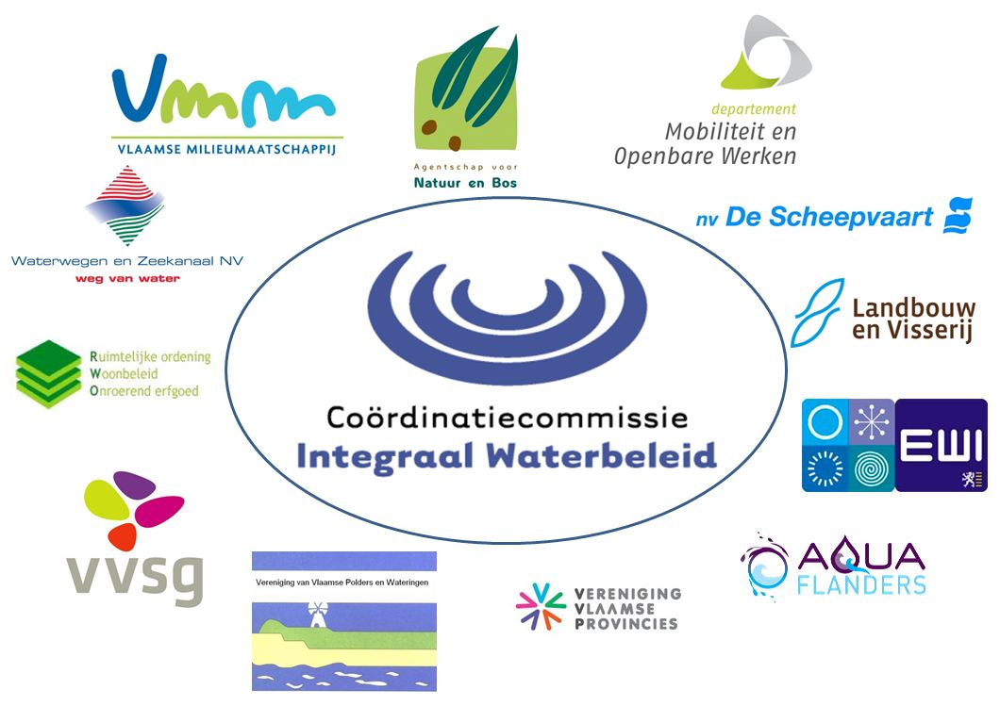 vmm
VLAAMSE MILIEUMAATSCHAPPIJ
Agentschap voor
Natuur en Bos
departement
Mobiliteit en
Openbare Werken
Waterwegen en Zeekanaal NV
weg van water
nv De Scheepvaart
Landbouw
en Visserij
Ruimtelijke ordening
Woonbeleid
Onroerend erfgoed
Coördinatiecommissie
Integraal Waterbeleid
EWI
vvsg
Vereniging van Vlaamse Polders en Wateringen
VERENIGING
VLAAMSE
PROVINCIES
AQUA
FLANDERS